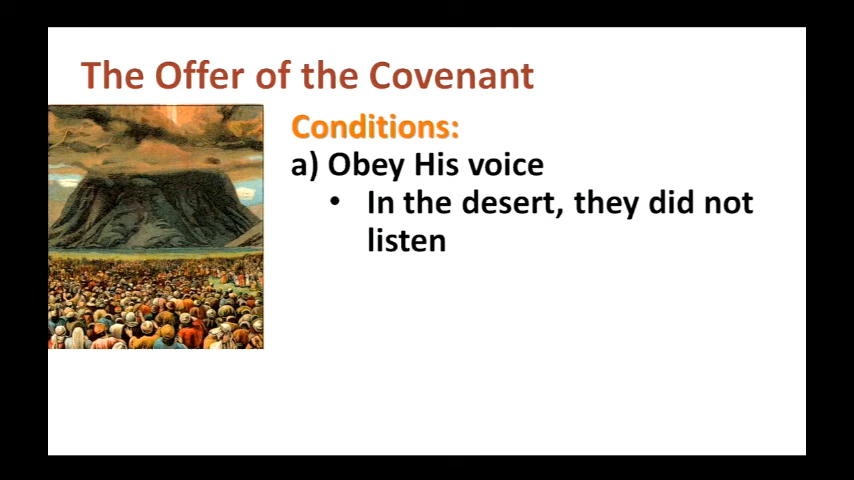 The Offer of the Covenant
Conditions:
a) Obey His voice
• In the desert, they did not
listen